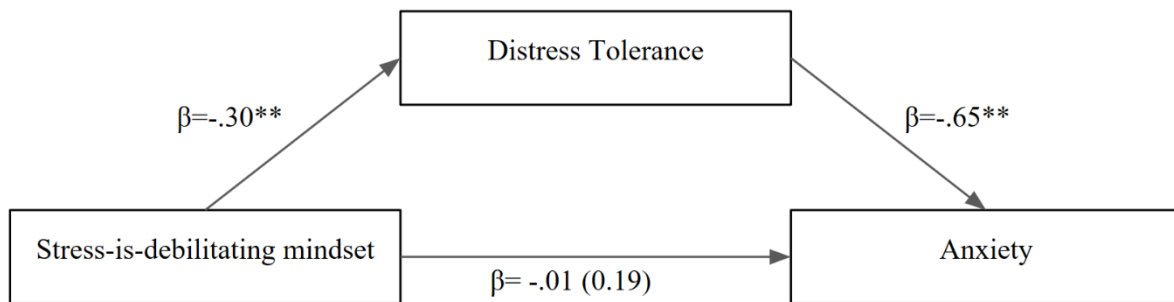 Distress Tolerance
β=-.30**
β=-.65**
Stress-is-debilitating mindset
Anxiety
β= -.01 (0.19)